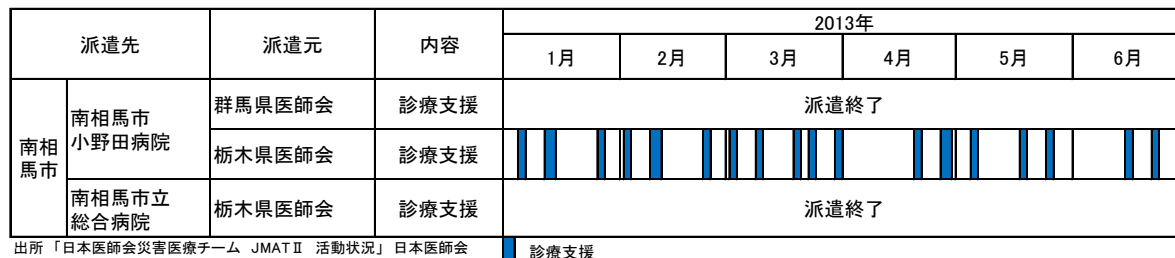 派遣先 派遣元 内容 2013年
1月 2月 3月 4月 5月 6月
南相馬市
南相馬市
小野田病院
群馬県医師会 診療支援 派遣終了
栃木県医師会 診療支援
南相馬市立
総合病院
栃木県医師会 診療支援 派遣終了
出所 「日本医師会災害医療チーム JMATⅡ 活動状況」 日本医師会
診療支援